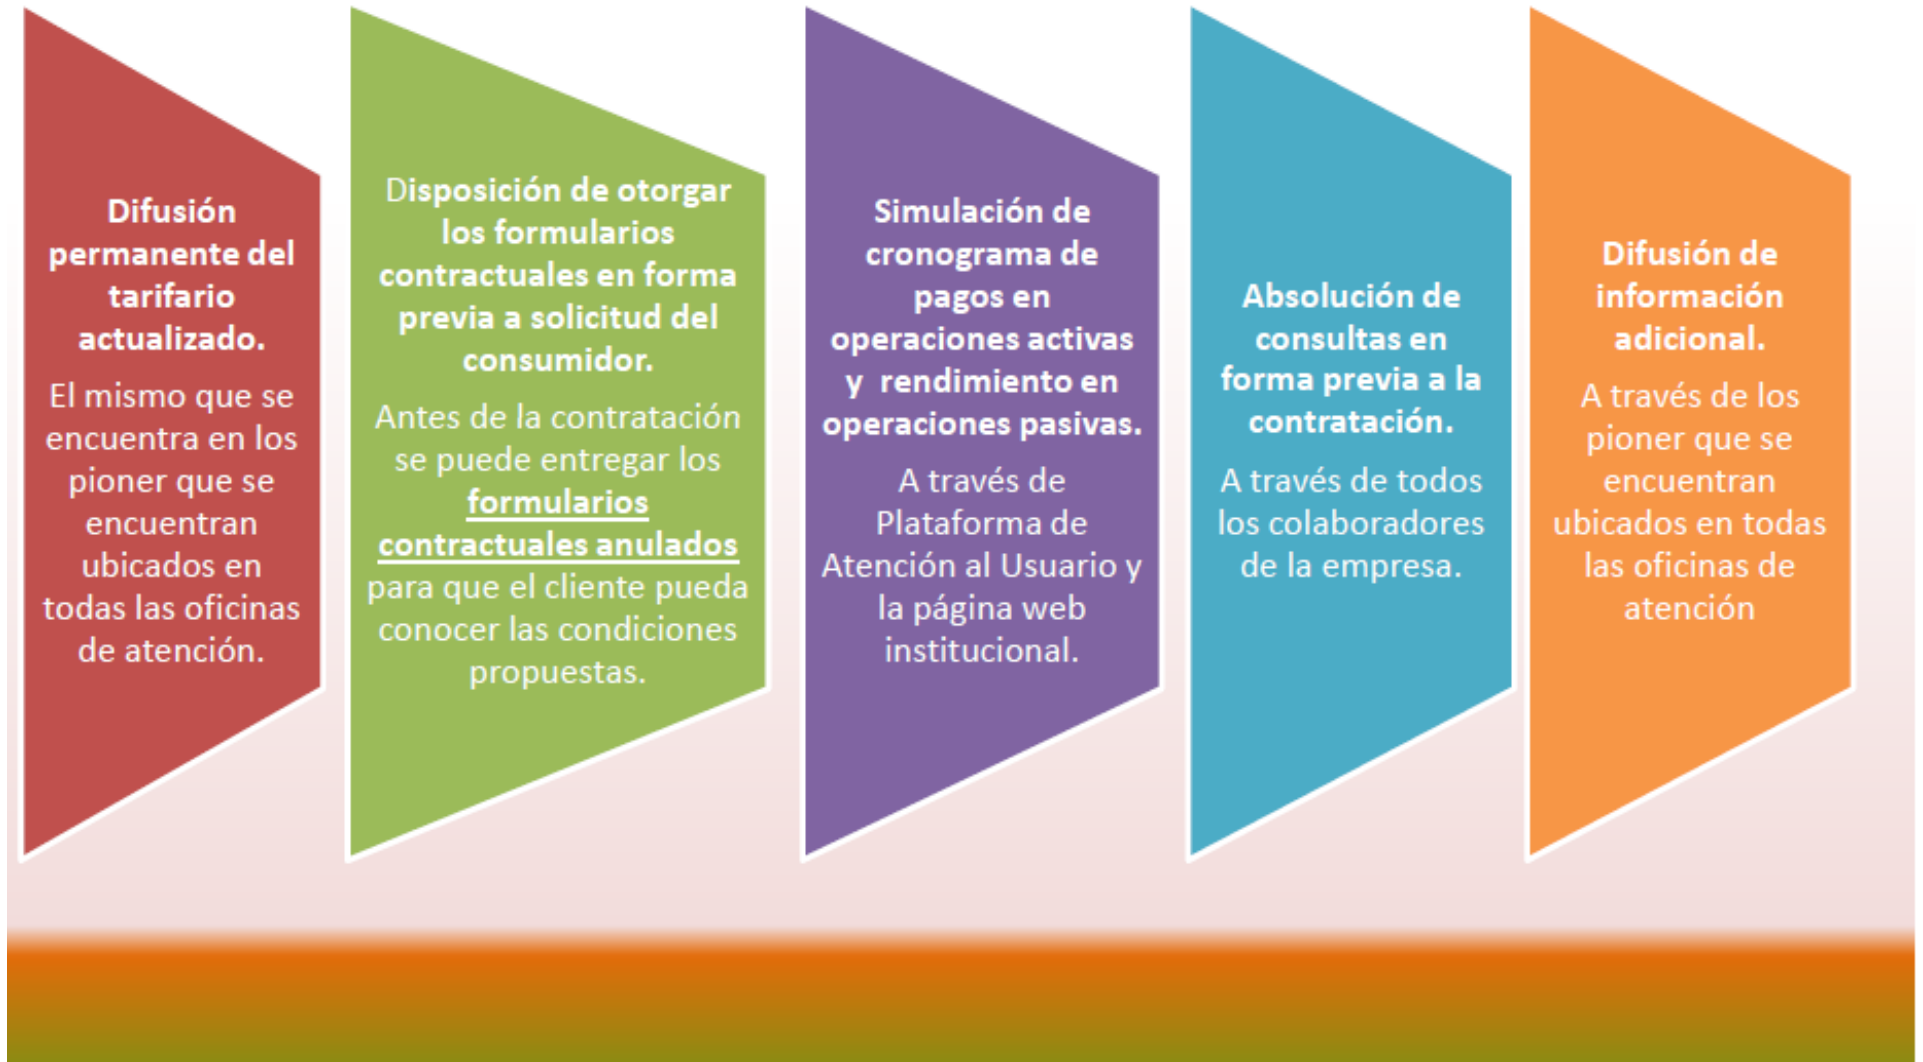 Difusión
permanente del
tarifario
actualizado.
El mismo que se
encuentra en los
pioner que se
encuentran
ubicados en
todas las oficinas
de atención.
Disposición de otorgar
los formularios
contractuales en forma
previa a solicitud del
consumidor.
Antes de la contratación
se puede entregar los
formularios
contractuales anulados
para que el cliente pueda
conocer las condiciones
propuestas.
Simulación de
cronograma de
pagos en
operaciones activas
y rendimiento en
operaciones pasivas.
A través de
Plataforma de
Atención al Usuario y
la página web
institucional.
Absolución de
consultas en
forma previa a la
contratación.
A través de todos
los colaboradores
de la empresa.
Difusión de
información
adicional.
A través de los
pioner que se
encuentran
ubicados en todas
las oficinas de
atención